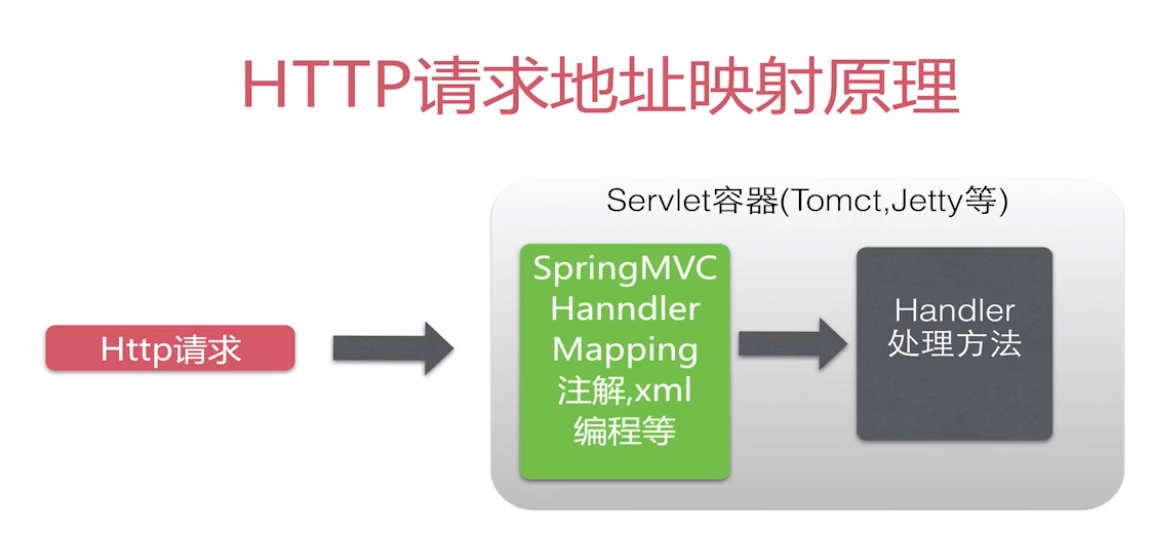 HTTP请求地址映射原理
Servlet容器(Tomct,Jetty等)
Http请求
SpringMVC
Hanndler
Mapping
注解,xml
编程等
Handler
处理方法